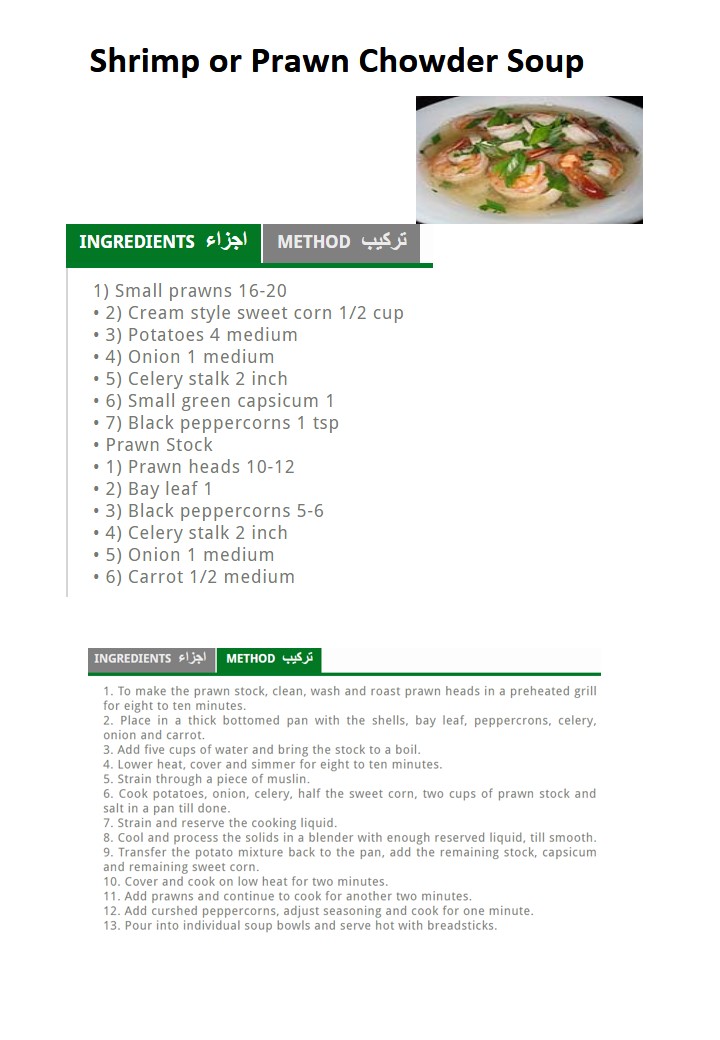 Shrimp or Prawn Chowder Soup
INGREDIENTS اجزاء METHOD ترکیب
1) Small prawns 16-20
• 2) Cream style sweet corn 1/2 cup
• 3) Potatoes 4 medium
• 4) Onion 1 medium
• 5) Celery stalk 2 inch
• 6) Small green capsicum 1
• 7) Black peppercorns 1 tsp
• Prawn Stock
• 1) Prawn heads 10-12
• 2) Bay leaf 1
• 3) Black peppercorns 5-6
• 4) Celery stalk 2 inch
• 5) Onion 1 medium
• 6) Carrot 1/2 medium
INGREDIENTS اجزاء METHOD ترکیب
1. To make the prawn stock, clean, wash and roast prawn heads in a preheated grill
for eight to ten minutes.
2. Place in a thick bottomed pan with the shells, bay leaf, peppercrons, celery,
onion and carrot.
3. Add five cups of water and bring the stock to a boil.
4. Lower heat, cover and simmer for eight to ten minutes.
5. Strain through a piece of muslin.
6. Cook potatoes, onion, celery, half the sweet corn, two cups of prawn stock and
salt in a pan till done.
7. Strain and reserve the cooking liquid.
8. Cool and process the solids in a blender with enough reserved liquid, till smooth.
9. Transfer the potato mixture back to the pan, add the remaining stock, capsicum
and remaining sweet corn.
10. Cover and cook on low heat for two minutes.
11. Add prawns and continue to cook for another two minutes.
12. Add curshed peppercorns, adjust seasoning and cook for one minute.
13. Pour into individual soup bowls and serve hot with breadsticks.